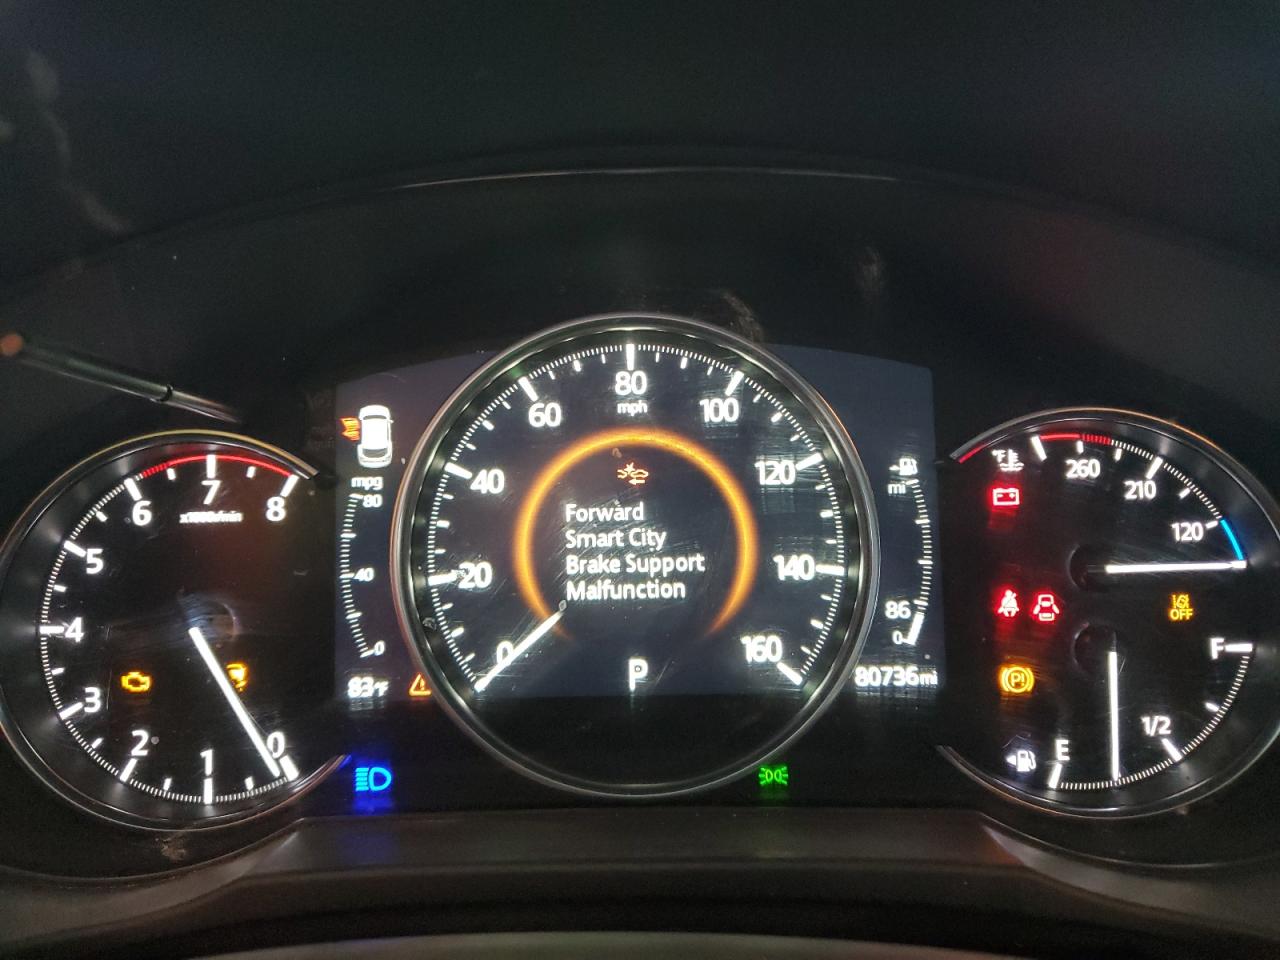 80
mph
60
100
40
120
20
140
0
160
Forward
Smart City
Brake Support
Malfunction
P
mpg
80
40
0
83°F
mi
86
0
80736mi
8
7
6
5
4
3
2
1
0
x1000r/min
°F
260
210
120
OFF
F
1/2
E